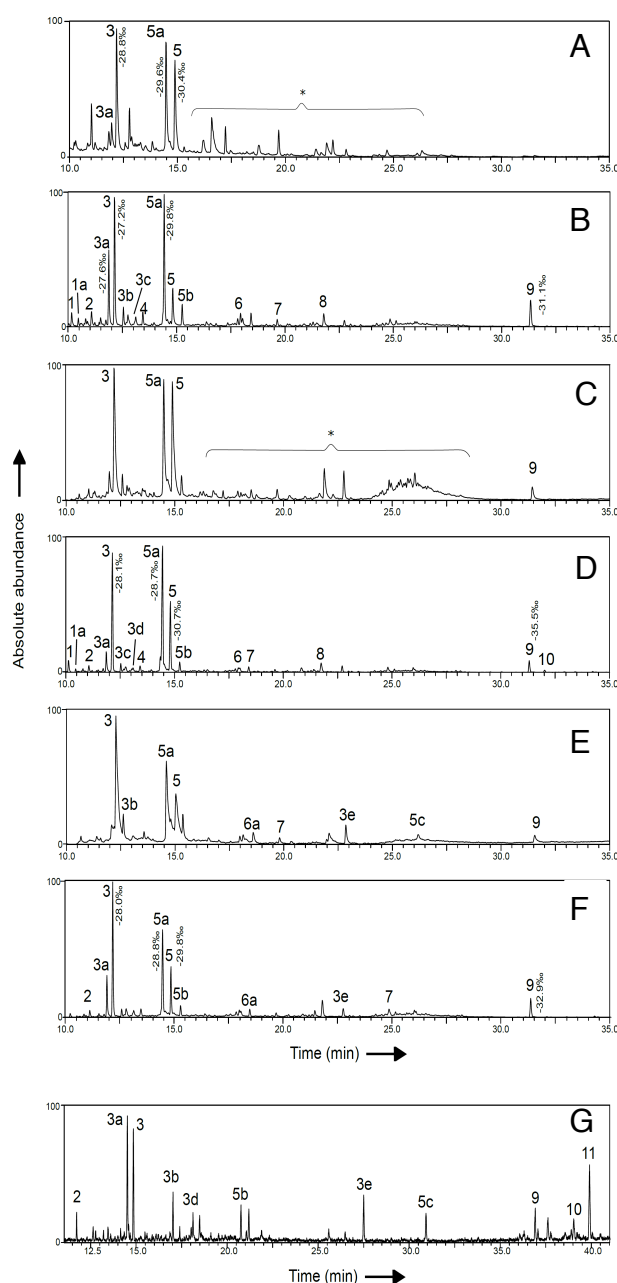 100
A
3
-28.8‰
5a
-29.6‰
5
-30.4‰
3a
*
0
10.0 15.0 20.0 25.0 30.0 35.0
100
B
3
-27.2‰
5a
-29.8‰
3a
-27.6‰
1 1a 2 3b 3c 4 5 5b 6 7 8 9
-31.1‰
0
10.0 15.0 20.0 25.0 30.0 35.0
100
C
3 5a 5
*
9
0
10.0 15.0 20.0 25.0 30.0 35.0
Absolute abundance
100
D
3
-28.1‰
5a
-28.7‰
5
-30.7‰
-35.5‰
1 1a 2 3a 3c 3d 4 5b 6 7 8 9 10
0
10.0 15.0 20.0 25.0 30.0 35.0
100
E
3 3b 5a 5 6a 7 3e 5c 9
0
10.0 15.0 20.0 25.0 30.0 35.0
100
F
3
-28.0‰
5a
-28.8‰
5
-29.8‰
2 3a 5b 6a 3e 7 9
-32.9‰
0
10.0 15.0 20.0 25.0 30.0 35.0
Time (min)
100
G
2 3a 3 3b 3d 5b 3e 5c 9 10 11
0
12.5 15.0 20.0 25.0 30.0 35.0 40.0
Time (min)